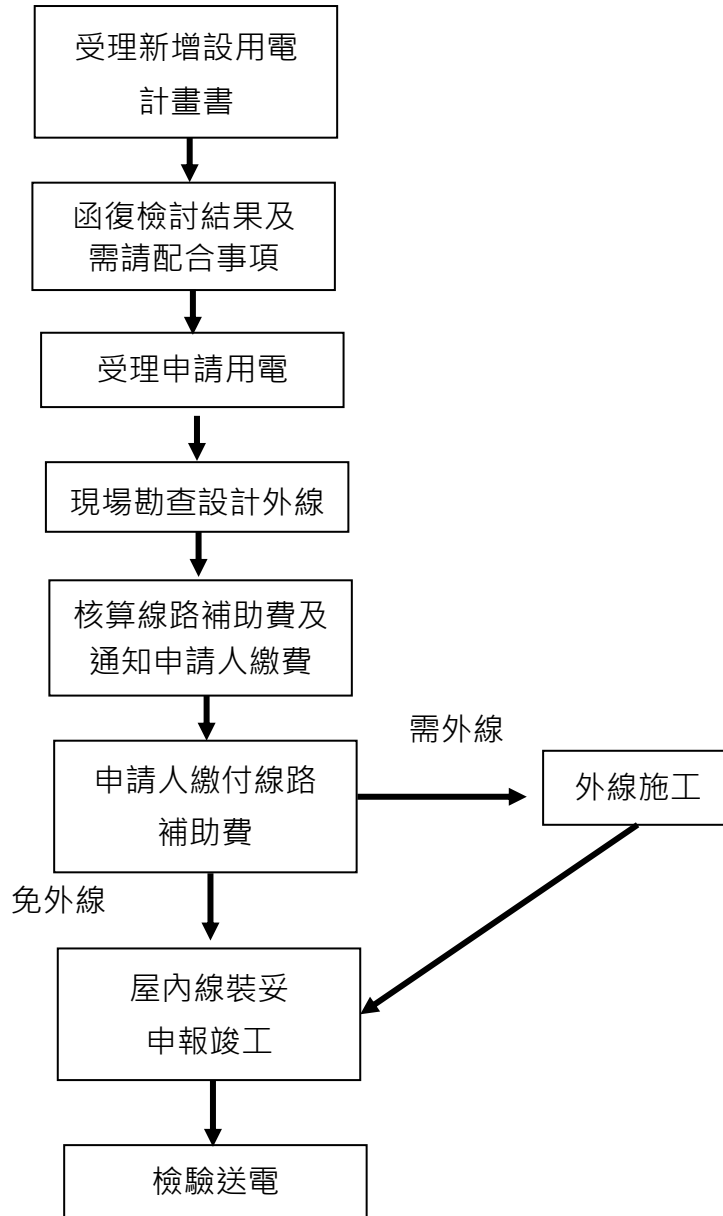 受理新增設用電
計畫書
函復檢討結果及
需請配合事項
受理申請用電
現場勘查設計外線
核算線路補助費及
通知申請人繳費
需外線
申請人繳付線路
補助費
外線施工
免外線
屋內線裝妥
申報竣工
檢驗送電